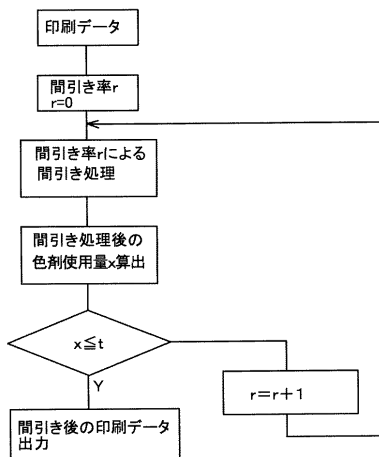 印刷データ
間引き率r
r=0
間引き率rによる
間引き処理
間引き処理後の
色剤使用量x算出
x≦t
Y
r=r+1
間引き後の印刷データ
出力